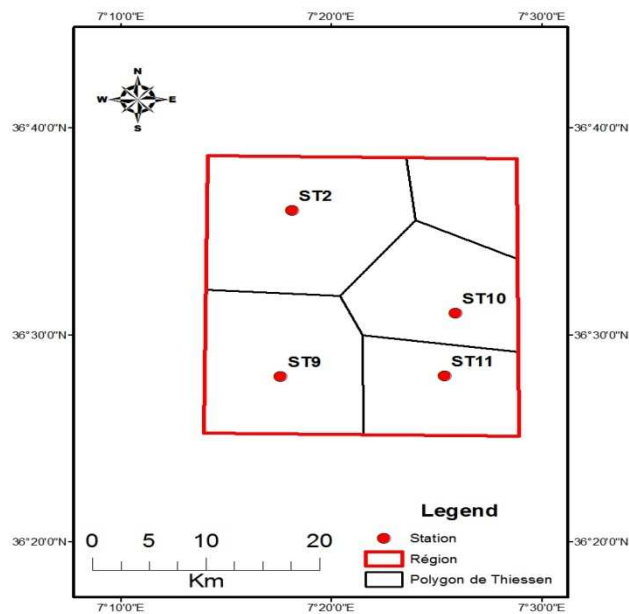 7°10'0"E 7°20'0"E 7°30'0"E
N
W E
S
36°40'0"N 36°40'0"N
ST2
ST10
36°30'0"N 36°30'0"N
ST9 ST11
Legend
Station
Région
Polygon de Thiessen
0 5 10 20
Km
36°20'0"N 36°20'0"N
7°10'0"E 7°20'0"E 7°30'0"E